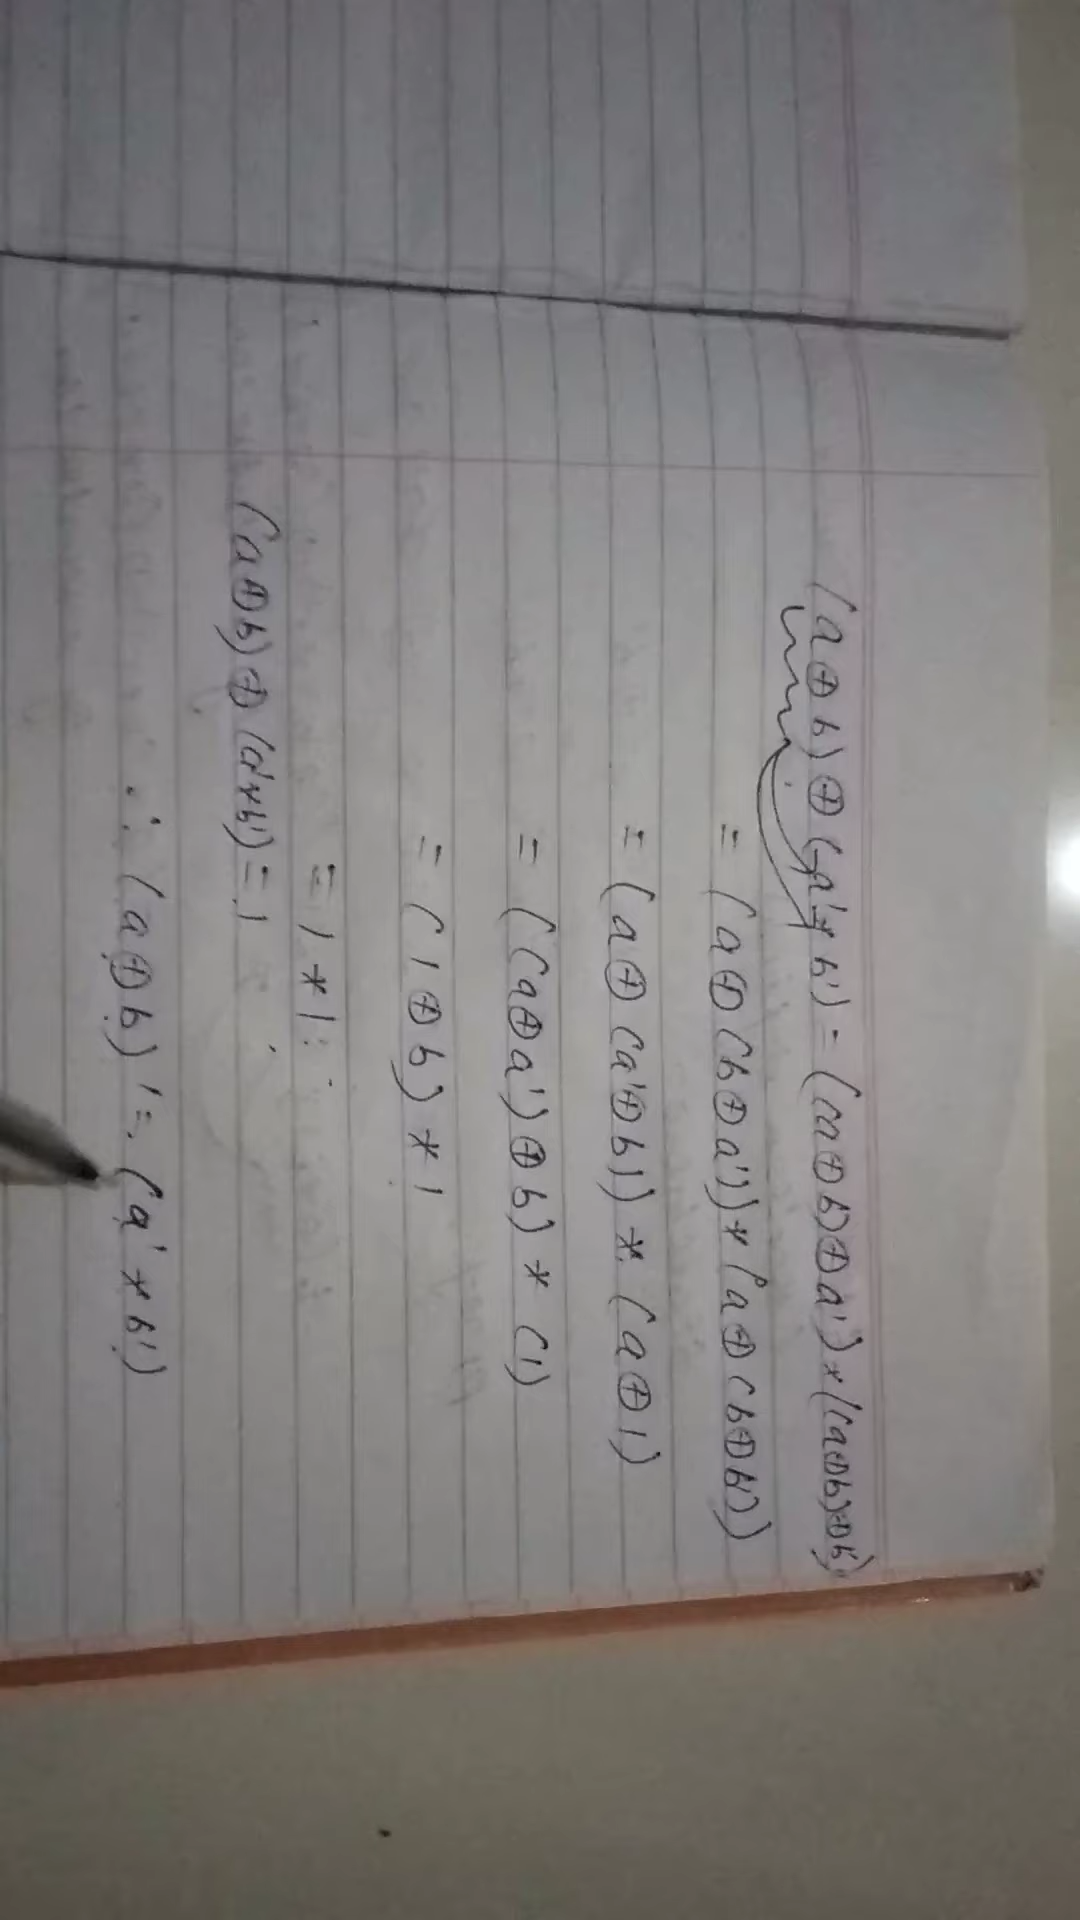 (a⊕b)⊕(a'*b') = ((a⊕b)⊕a')*((a⊕b)⊕b')
= (a⊕(b⊕a'))*(a⊕(b⊕b'))
= (a⊕(a'⊕b))*(a⊕1)
= ((a⊕a')⊕b)*(1)
= (1⊕b)*1
= 1*1
(a⊕b)⊕(a'*b')=1
∴ (a⊕b)' = (a'*b')